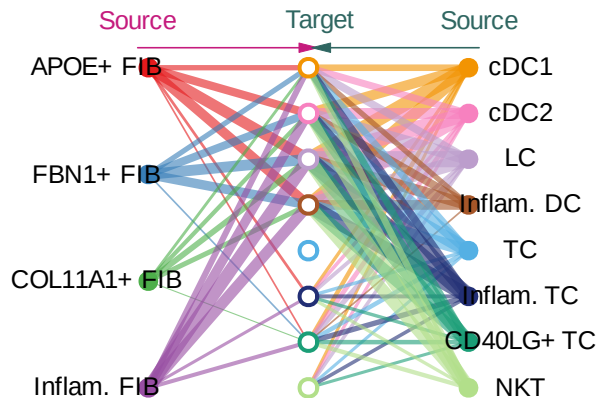 Source Target Source
APOE+ FIB
cDC1
cDC2
LC
FBN1+ FIB
Inflam. DC
TC
COL11A1+ FIB
Inflam. TC
CD40LG+ TC
Inflam. FIB
NKT